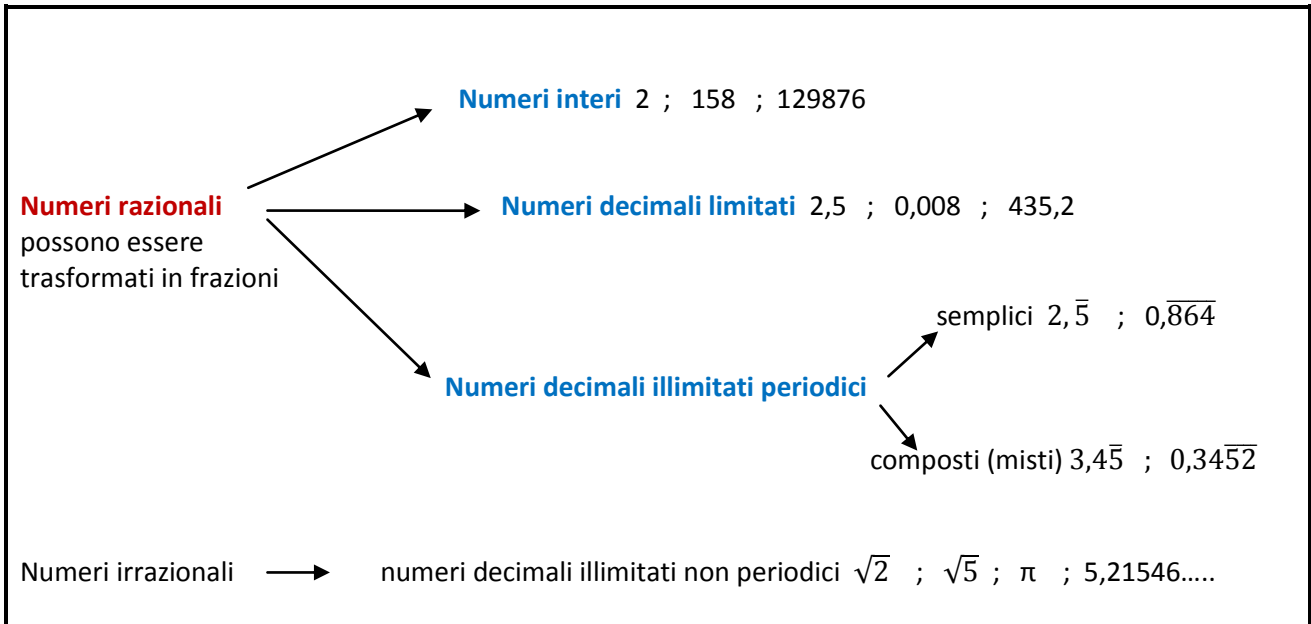 Numeri interi 2 ; 158 ; 129876
Numeri razionali
possono essere
trasformati in frazioni
Numeri decimali limitati 2,5 ; 0,008 ; 435,2
semplici 2, 5̅ ; 0,8̅6̅4̅
Numeri decimali illimitati periodici
composti (misti) 3,45̅ ; 0,345̅2̅
Numeri irrazionali numeri decimali illimitati non periodici √2 ; √5 ; π ; 5,21546.....